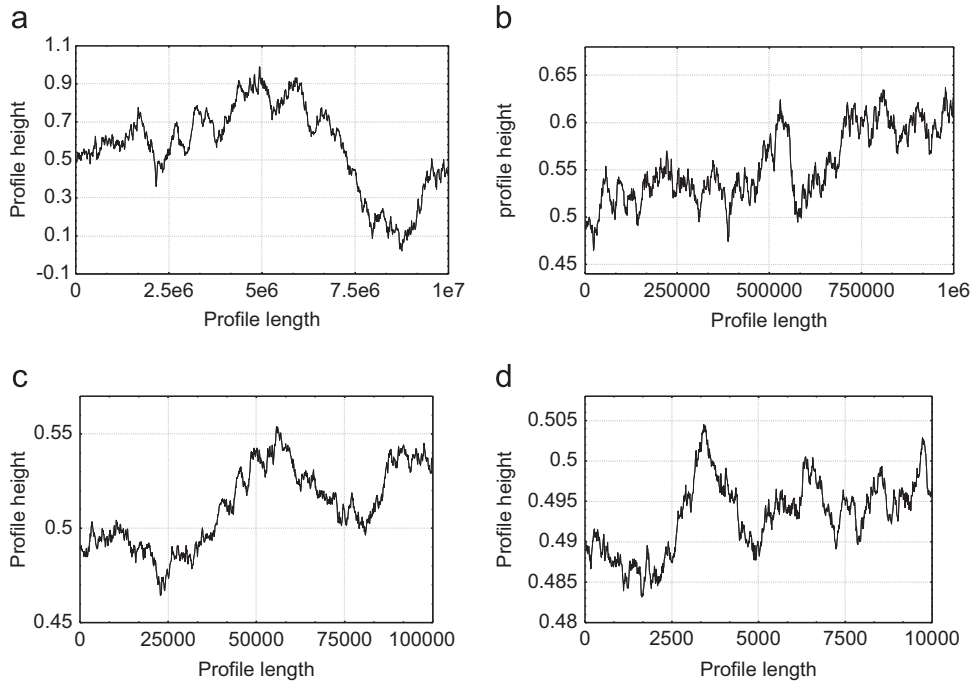 a
1.1
0.9
0.7
0.5
0.3
0.1
-0.1
Profile height
0 2.5e6 5e6 7.5e6 1e7
Profile length
b
0.65
0.6
0.55
0.5
0.45
profile height
0 250000 500000 750000 1e6
Profile length
c
0.55
0.5
0.45
Profile height
0 25000 50000 75000 100000
Profile length
d
0.505
0.5
0.495
0.49
0.485
0.48
Profile height
0 2500 5000 7500 10000
Profile length